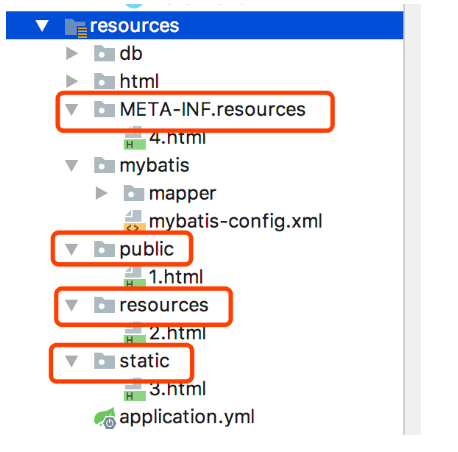 resources
db
html
META-INF.resources
4.html
mybatis
mapper
mybatis-config.xml
public
1.html
resources
2.html
static
3.html
application.yml